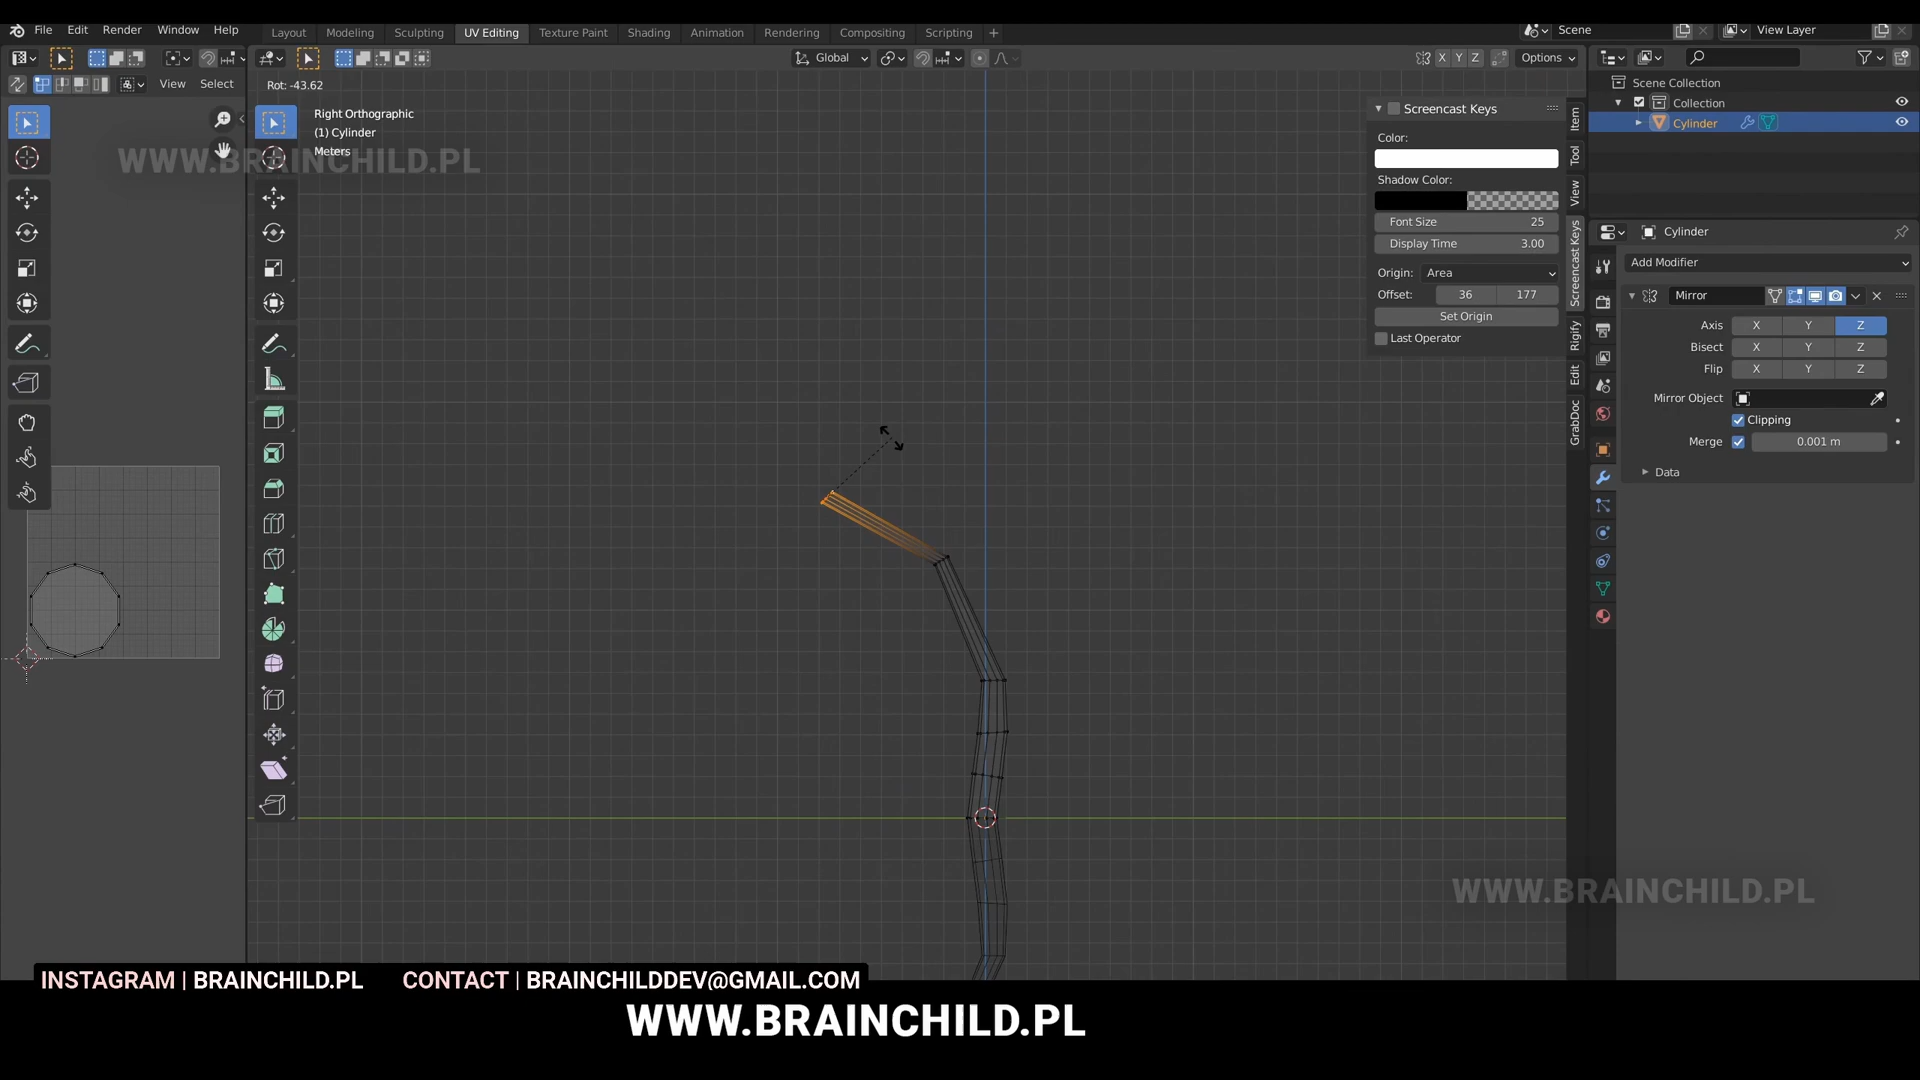 File Edit Render Window Help
Layout Modeling Sculpting UV Editing Texture Paint Shading Animation Rendering Compositing Scripting +
Scene
View Layer
View Select
Global
X Y Z
Options
Rot: -43.62
Right Orthographic
(1) Cylinder
Meters
WWW.BRAINCHILD.PL
Screencast Keys
Color:
Shadow Color:
Font Size 25
Display Time 3.00
Origin: Area
Offset: 36 177
Set Origin
Last Operator
Item
Tool
View
Screencast Keys
Rigify
Edit
GrabDoc
Scene Collection
Collection
Cylinder
Cylinder
Add Modifier
Mirror
Axis X Y Z
Bisect X Y Z
Flip X Y Z
Mirror Object
Clipping
Merge 0.001 m
Data
WWW.BRAINCHILD.PL
INSTAGRAM | BRAINCHILD.PL CONTACT | BRAINCHILDDEV@GMAIL.COM
WWW.BRAINCHILD.PL